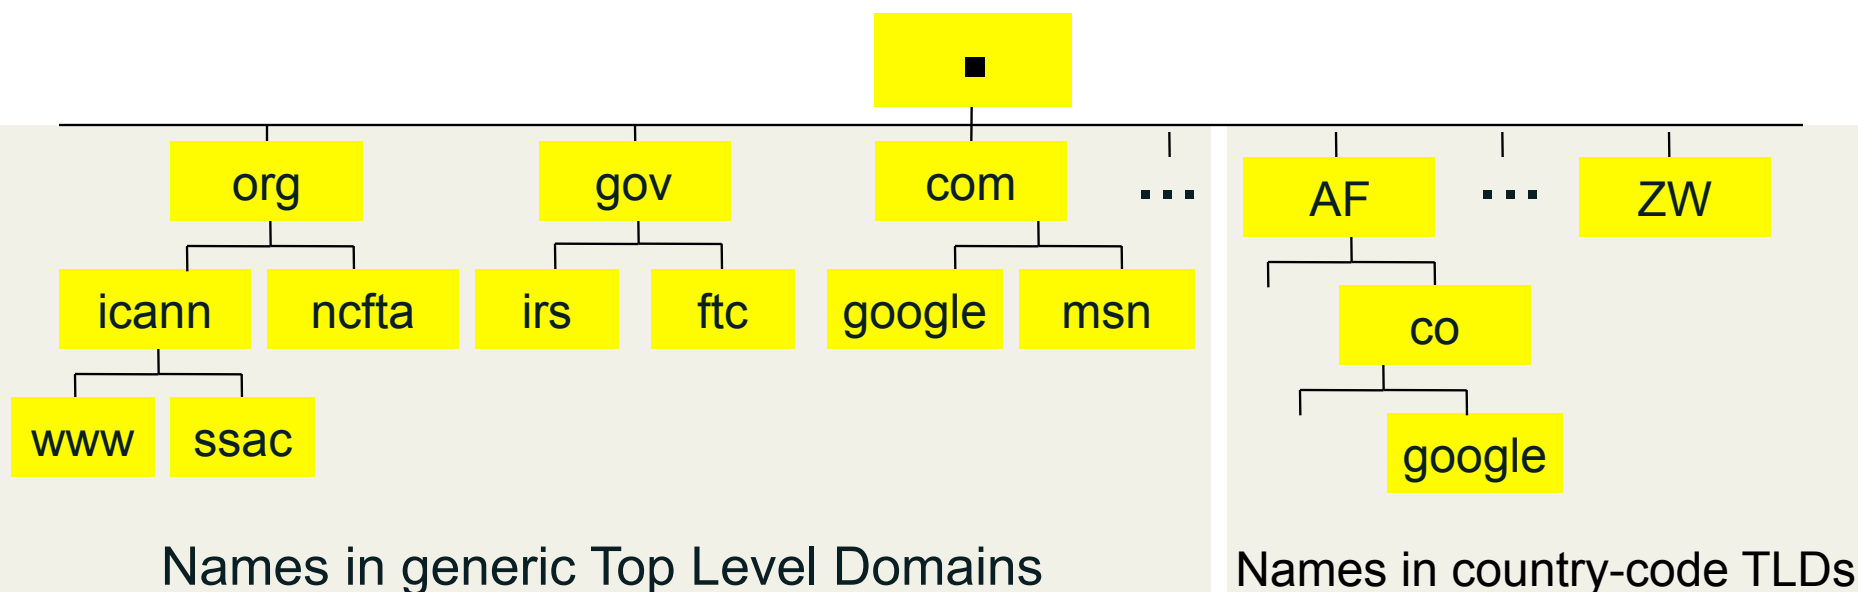 .
org gov com ... AF ... ZW
icann ncfta irs ftc google msn co
www ssac google
Names in generic Top Level Domains Names in country-code TLDs